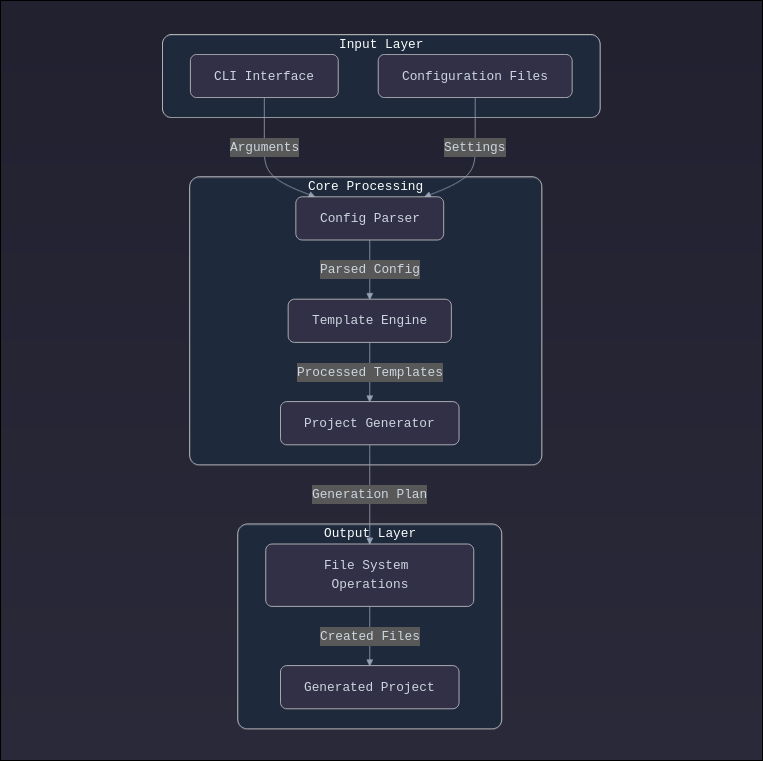 Input Layer
CLI Interface
Configuration Files
Arguments
Settings
Core Processing
Config Parser
Parsed Config
Template Engine
Processed Templates
Project Generator
Generation Plan
Output Layer
File System
Operations
Created Files
Generated Project